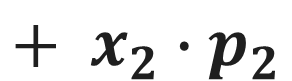 + x₂ · p₂